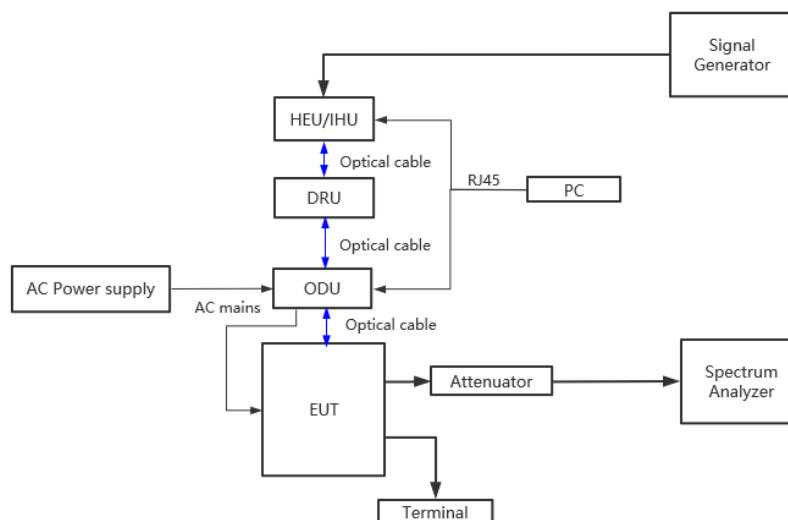 Signal
Generator
HEU/IHU
Optical cable
RJ45
PC
DRU
Optical cable
AC Power supply
ODU
AC mains
Optical cable
EUT
Attenuator
Spectrum
Analyzer
Terminal